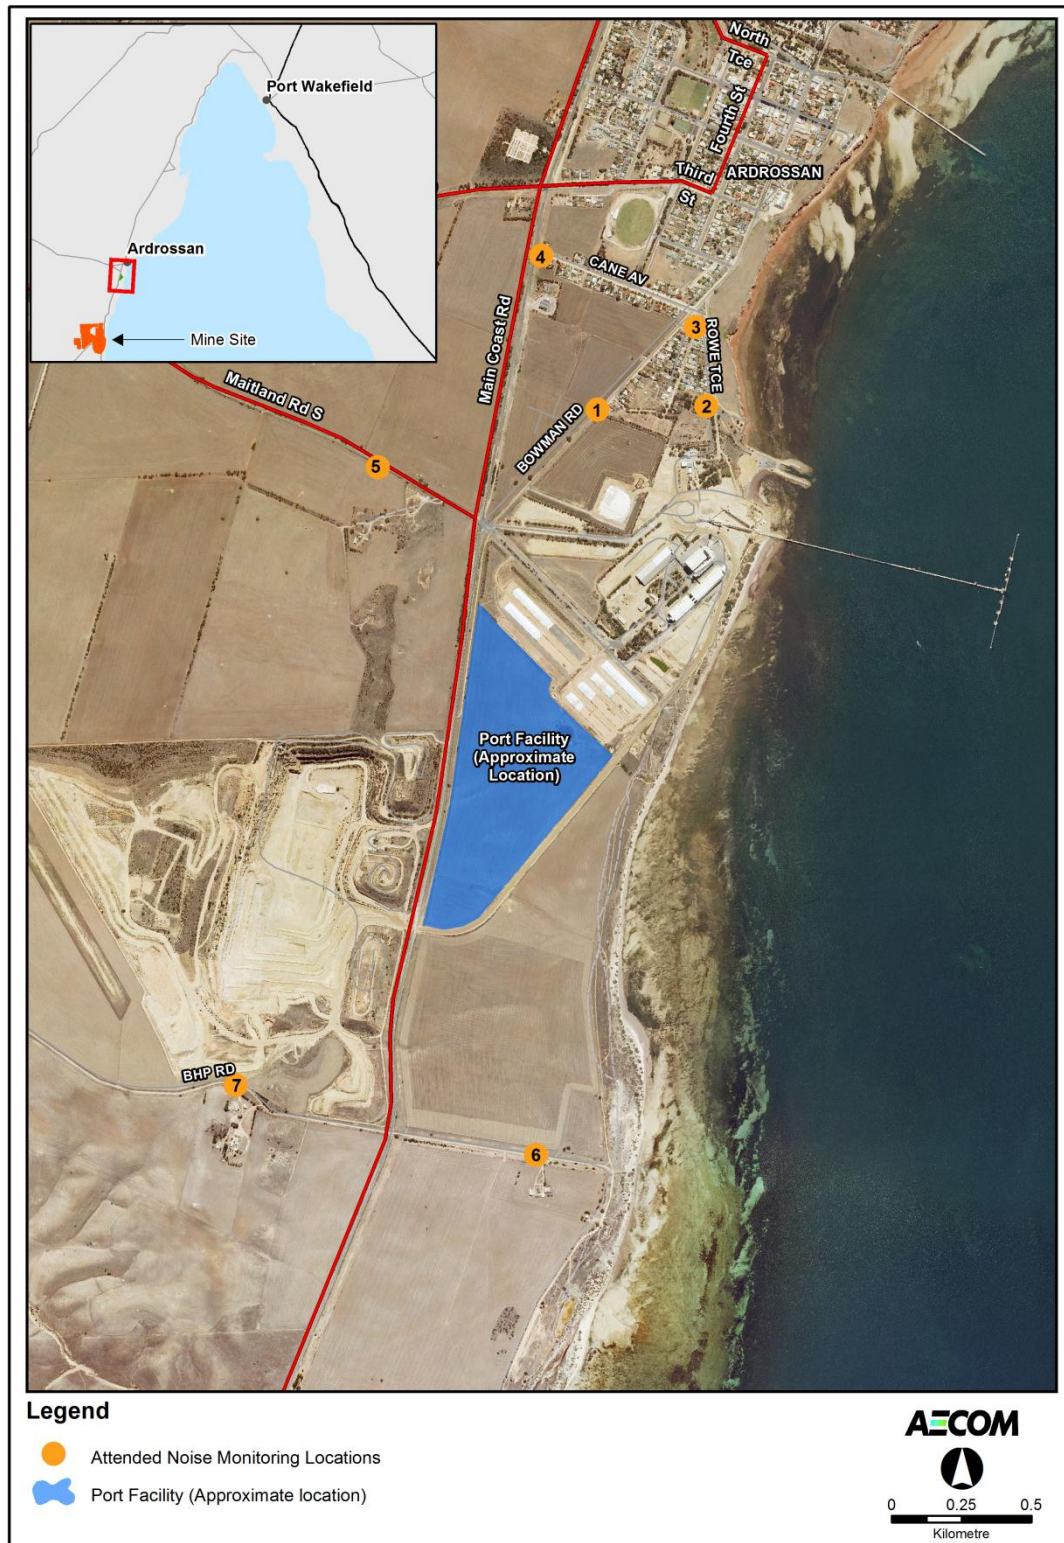 Port Wakefield
Ardrossan
Mine Site
North
Tce
Fourth St
Third
St
ARDROSSAN
4
CANE AV
Main Coast Rd
3
ROWE TCE
Maitland Rd S
1
2
BOWMAN RD
5
Port Facility
(Approximate
Location)
BHP RD
7
6
Legend
Attended Noise Monitoring Locations
Port Facility (Approximate location)
AECOM
0 0.25 0.5
Kilometre